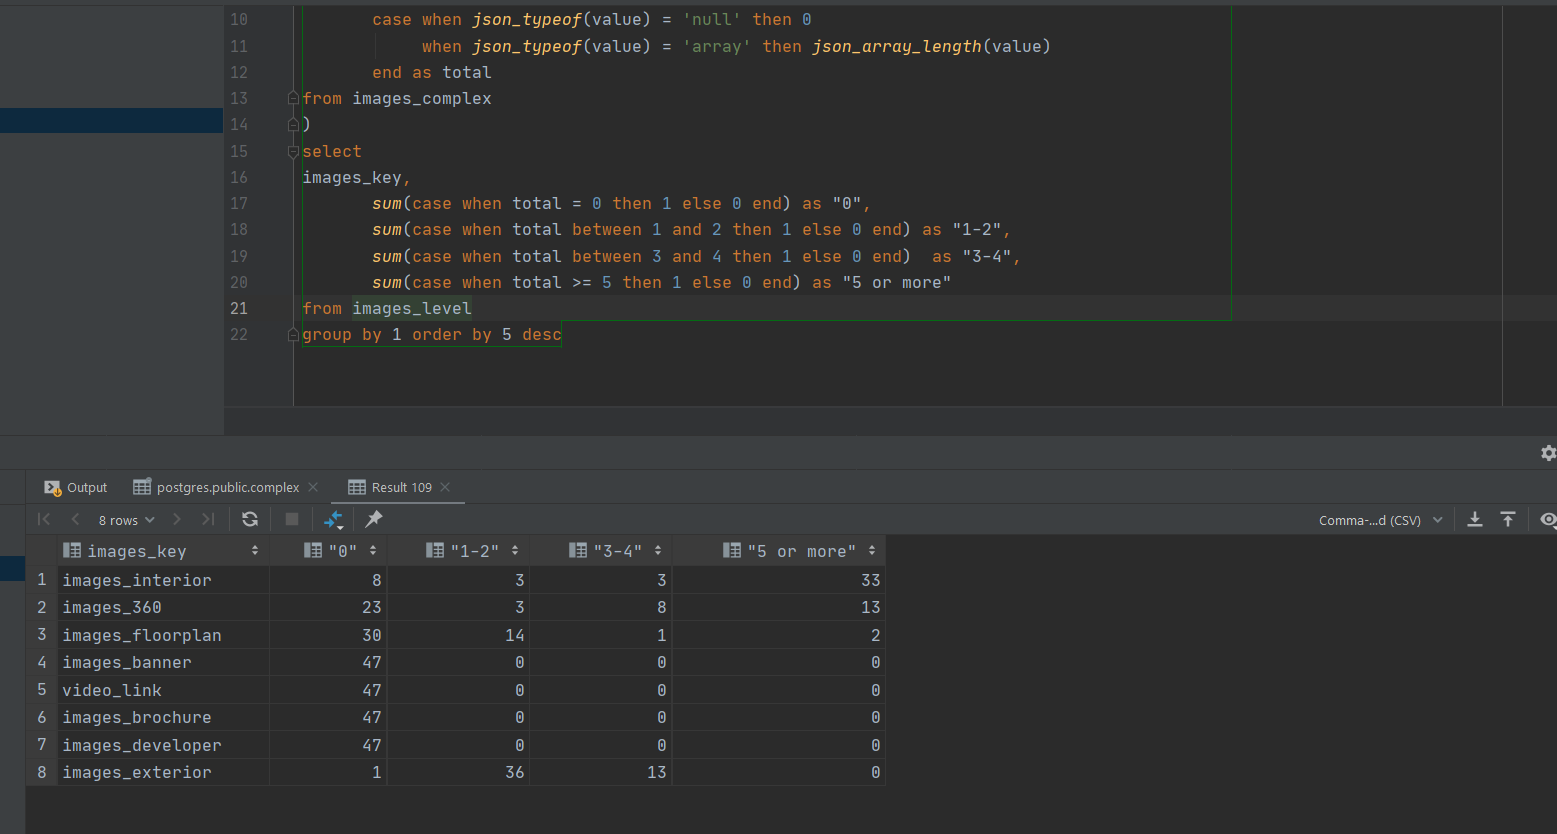 10 case when json_typeof(value) = 'null' then 0
11 when json_typeof(value) = 'array' then json_array_length(value)
12 end as total
13 from images_complex
14 )
15 select
16 images_key,
17 sum(case when total = 0 then 1 else 0 end) as "0",
18 sum(case when total between 1 and 2 then 1 else 0 end) as "1-2",
19 sum(case when total between 3 and 4 then 1 else 0 end)  as "3-4",
20 sum(case when total >= 5 then 1 else 0 end) as "5 or more"
21 from images_level
22 group by 1 order by 5 desc
Output postgres.public.complex Result 109
8 rows Comma-...d (CSV)
images_key "0" "1-2" "3-4" "5 or more"
1 images_interior 8 3 3 33
2 images_360 23 3 8 13
3 images_floorplan 30 14 1 2
4 images_banner 47 0 0 0
5 video_link 47 0 0 0
6 images_brochure 47 0 0 0
7 images_developer 47 0 0 0
8 images_exterior 1 36 13 0